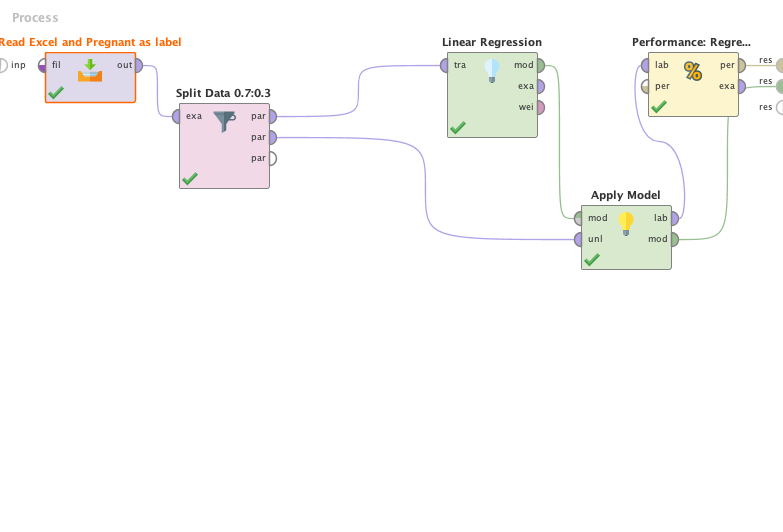 Process
Read Excel and Pregnant as label
inp
fil
out
Split Data 0.7:0.3
exa
par
par
par
Linear Regression
tra
mod
exa
wei
Apply Model
mod
lab
unl
mod
Performance: Regre...
lab
per
per
exa
res
res
res
%